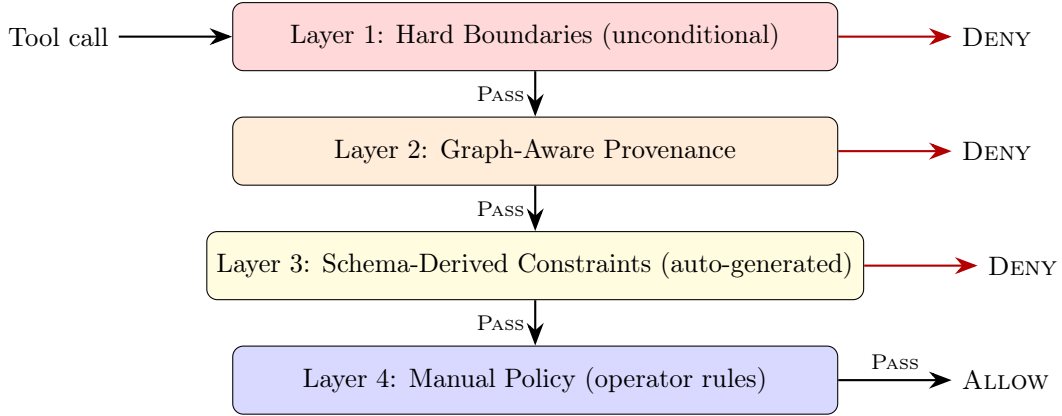 Tool call
Layer 1: Hard Boundaries (unconditional)
DENY
PASS
Layer 2: Graph-Aware Provenance
DENY
PASS
Layer 3: Schema-Derived Constraints (auto-generated)
DENY
PASS
Layer 4: Manual Policy (operator rules)
PASS
ALLOW